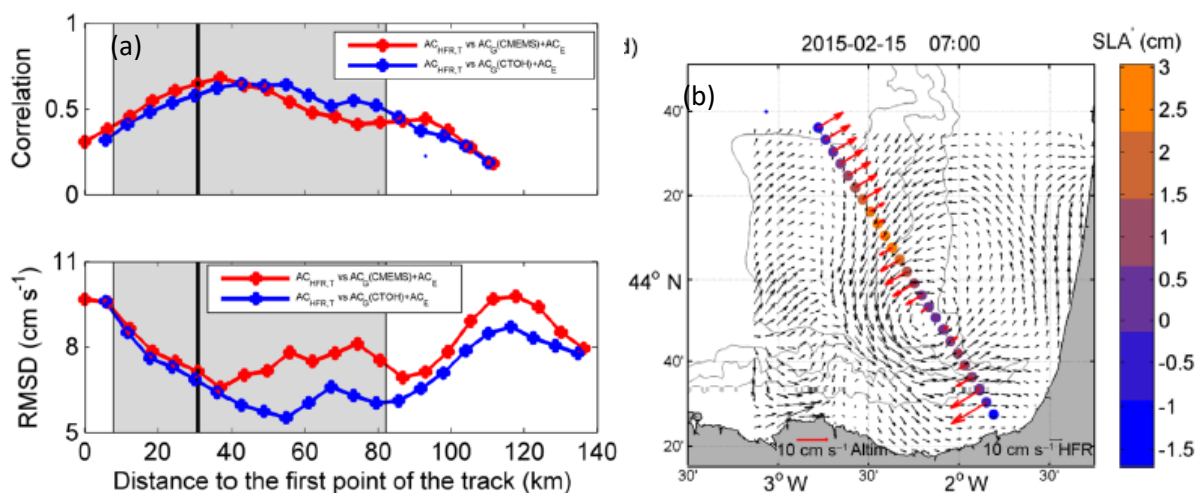 (a)
1
0.5
0
Correlation
AC_HFR,T vs AC_G(CMEMS)+AC_E
AC_HFR,T vs AC_G(CTOH)+AC_E
11
8
5
RMSD (cm s⁻¹)
AC_HFR,T vs AC_G(CMEMS)+AC_E
AC_HFR,T vs AC_G(CTOH)+AC_E
0 20 40 60 80 100 120 140
Distance to the first point of the track (km)
d) 2015-02-15 07:00 SLA* (cm)
(b)
40'
20'
44° N
40'
20'
10 cm s⁻¹ Altim 10 cm s⁻¹ HFR
30' 3° W 30' 2° W 30'
3
2.5
2
1.5
1
0.5
0
-0.5
-1
-1.5